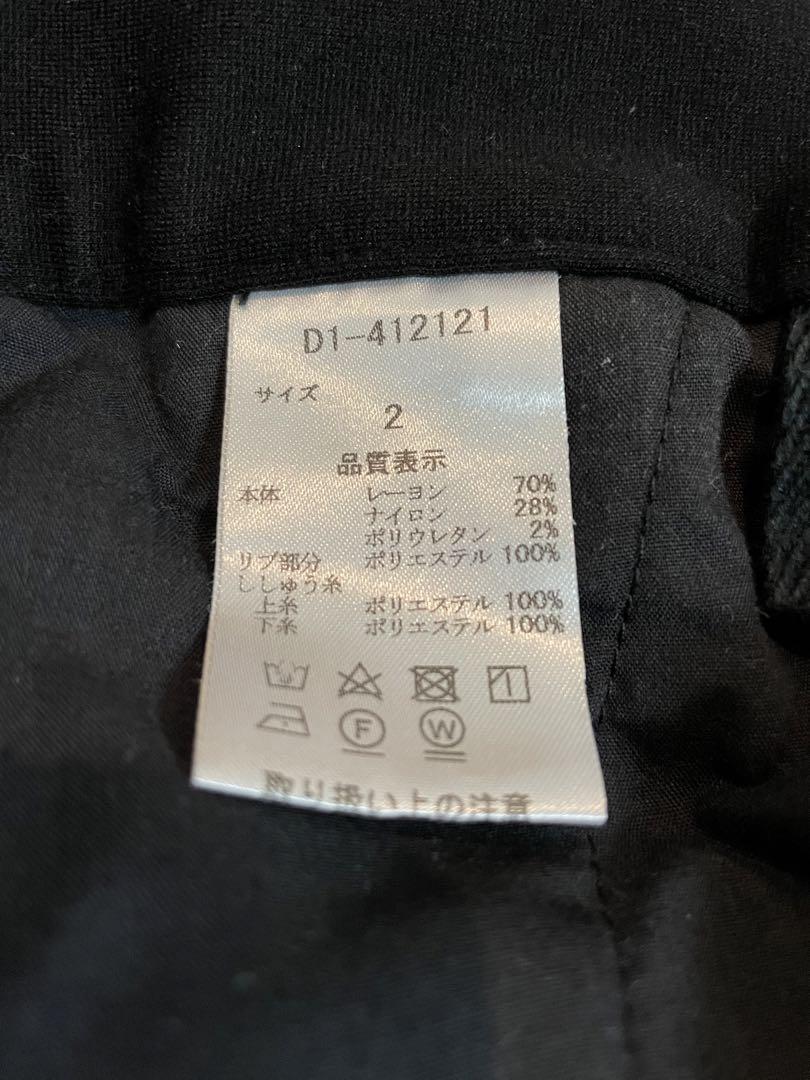 D1-412121
サイズ
2
品質表示
本体 レーヨン 70%
ナイロン 28%
ポリウレタン 2%
リブ部分 ポリエステル 100%
ししゅう糸
上糸 ポリエステル 100%
下糸 ポリエステル 100%
F W
取り扱い上の注意